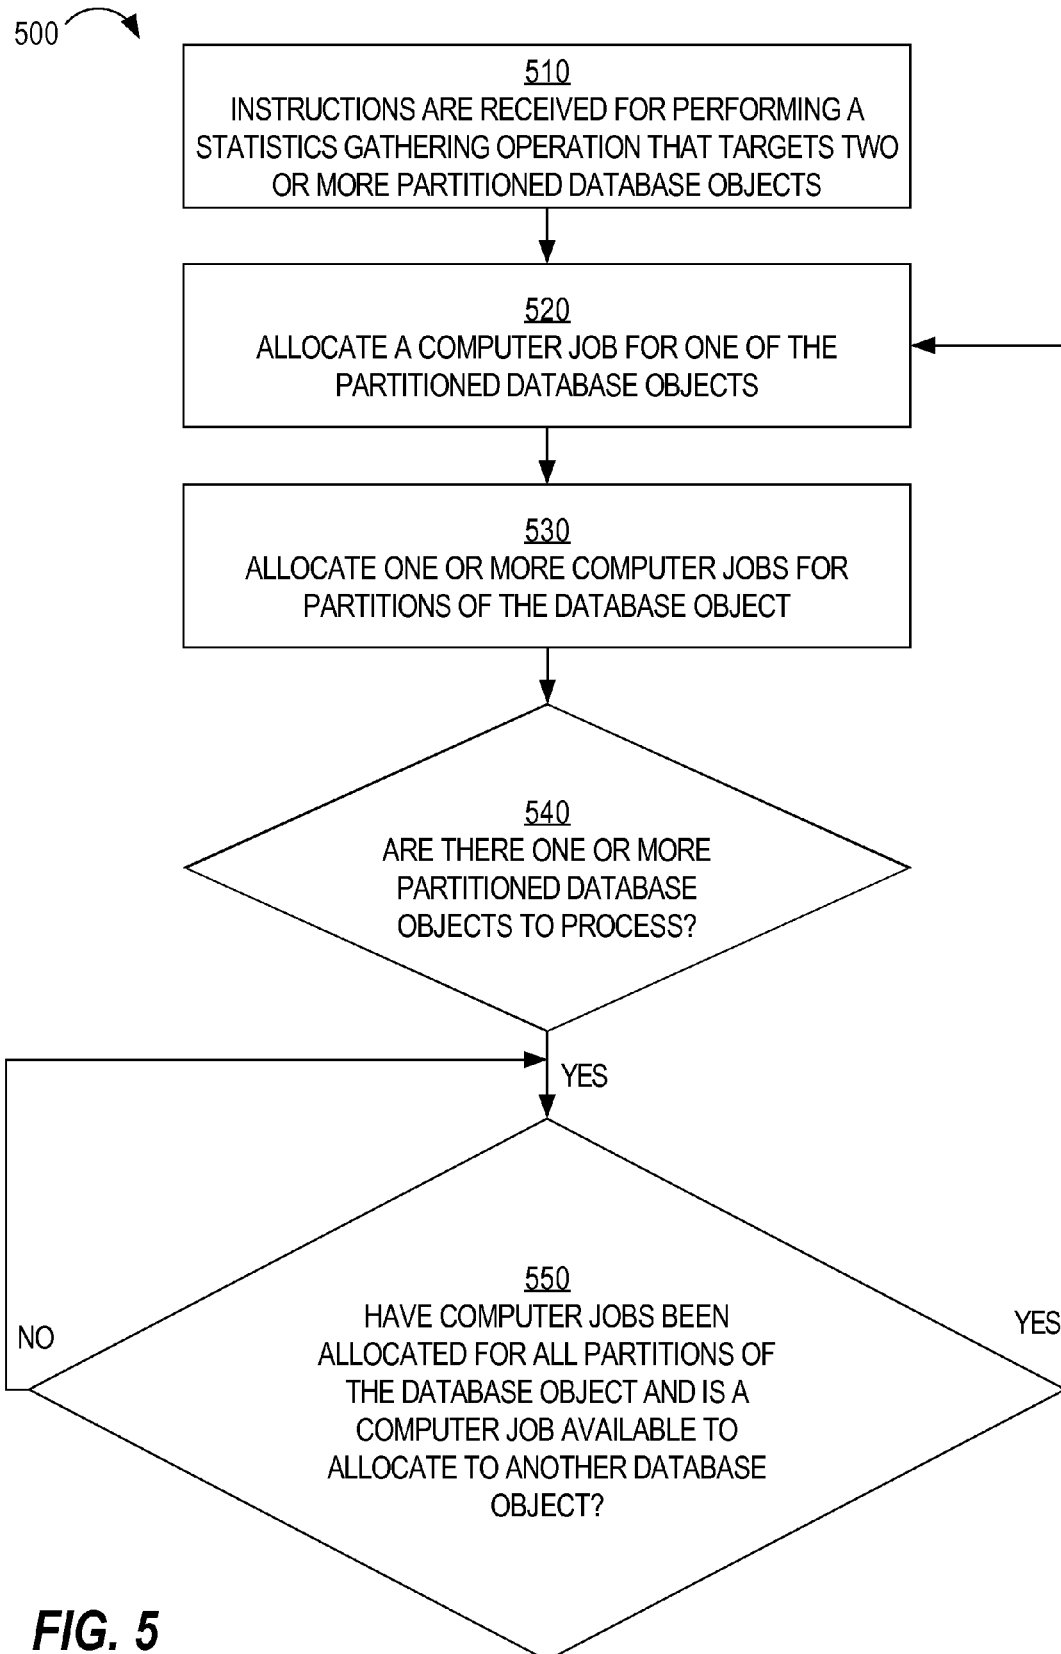 500
510
INSTRUCTIONS ARE RECEIVED FOR PERFORMING A
STATISTICS GATHERING OPERATION THAT TARGETS TWO
OR MORE PARTITIONED DATABASE OBJECTS
520
ALLOCATE A COMPUTER JOB FOR ONE OF THE
PARTITIONED DATABASE OBJECTS
530
ALLOCATE ONE OR MORE COMPUTER JOBS FOR
PARTITIONS OF THE DATABASE OBJECT
540
ARE THERE ONE OR MORE
PARTITIONED DATABASE
OBJECTS TO PROCESS?
YES
550
HAVE COMPUTER JOBS BEEN
ALLOCATED FOR ALL PARTITIONS OF
THE DATABASE OBJECT AND IS A
COMPUTER JOB AVAILABLE TO
ALLOCATE TO ANOTHER DATABASE
OBJECT?
NO
YES
FIG. 5